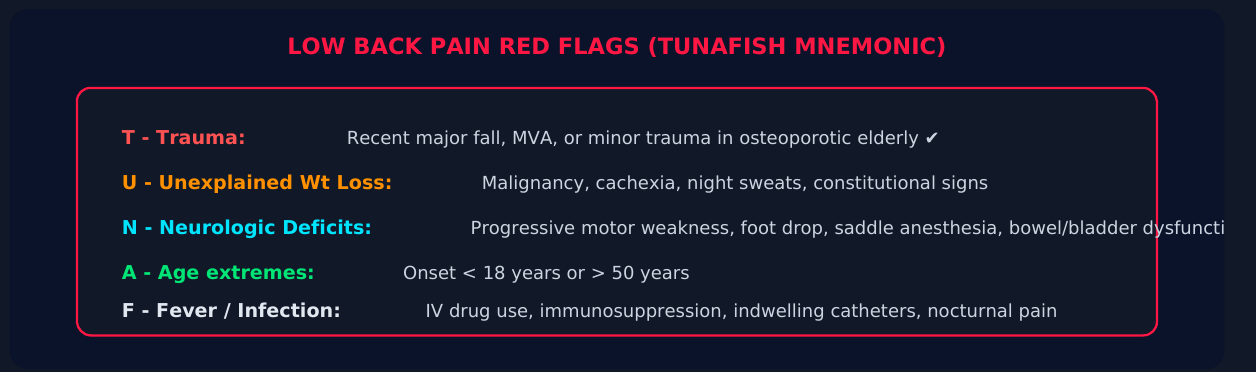 LOW BACK PAIN RED FLAGS (TUNAFISH MNEMONIC)
T - Trauma: Recent major fall, MVA, or minor trauma in osteoporotic elderly ✔
U - Unexplained Wt Loss: Malignancy, cachexia, night sweats, constitutional signs
N - Neurologic Deficits: Progressive motor weakness, foot drop, saddle anesthesia, bowel/bladder dysfuncti
A - Age extremes: Onset < 18 years or > 50 years
F - Fever / Infection: IV drug use, immunosuppression, indwelling catheters, nocturnal pain